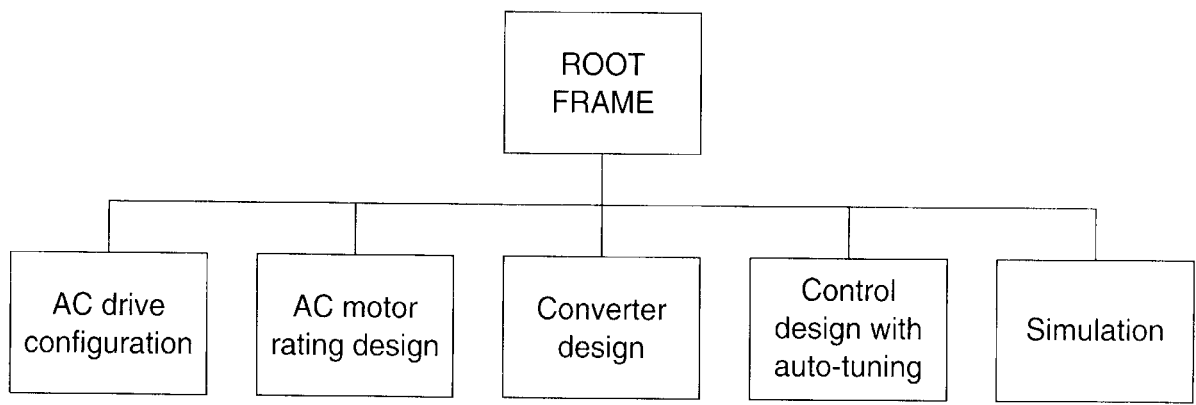 ROOT
FRAME
AC drive
configuration
AC motor
rating design
Converter
design
Control
design with
auto-tuning
Simulation